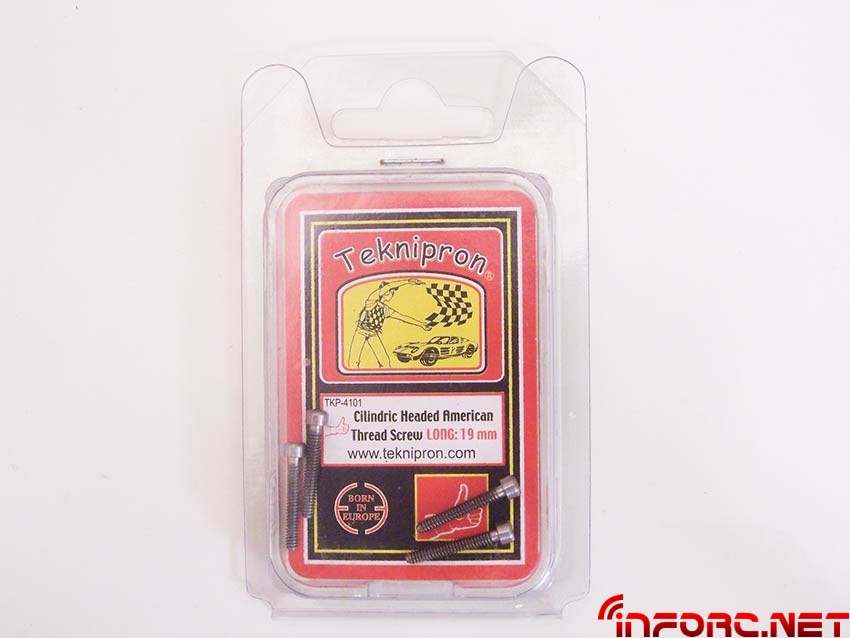 Teknipron®
TKP-4101
Cilindric Headed American
Thread Screw LONG: 19 mm
www.teknipron.com
BORN
IN
EUROPE
INFORC.NET